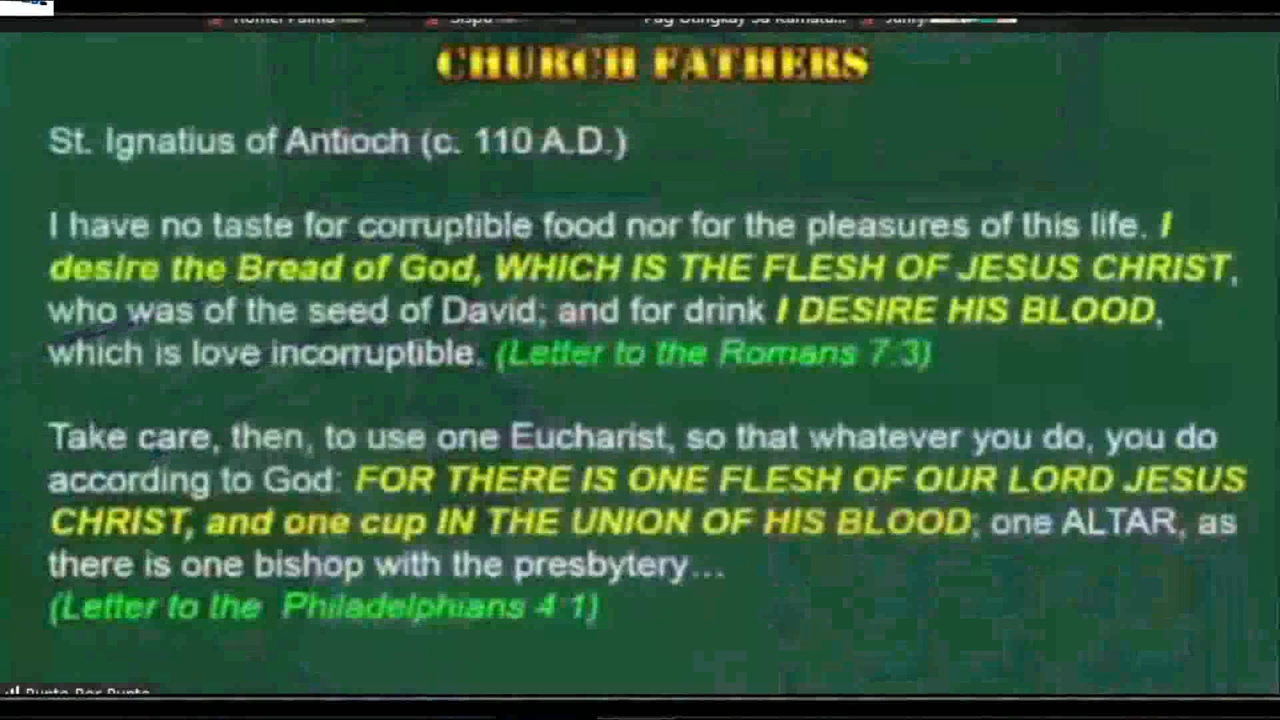 CHURCH FATHERS
St. Ignatius of Antioch (c. 110 A.D.)
I have no taste for corruptible food nor for the pleasures of this life. I
desire the Bread of God, WHICH IS THE FLESH OF JESUS CHRIST,
who was of the seed of David; and for drink I DESIRE HIS BLOOD,
which is love incorruptible. (Letter to the Romans 7:3)
Take care, then, to use one Eucharist, so that whatever you do, you do
according to God: FOR THERE IS ONE FLESH OF OUR LORD JESUS
CHRIST, and one cup IN THE UNION OF HIS BLOOD; one ALTAR, as
there is one bishop with the presbytery...
(Letter to the Philadelphians 4:1)